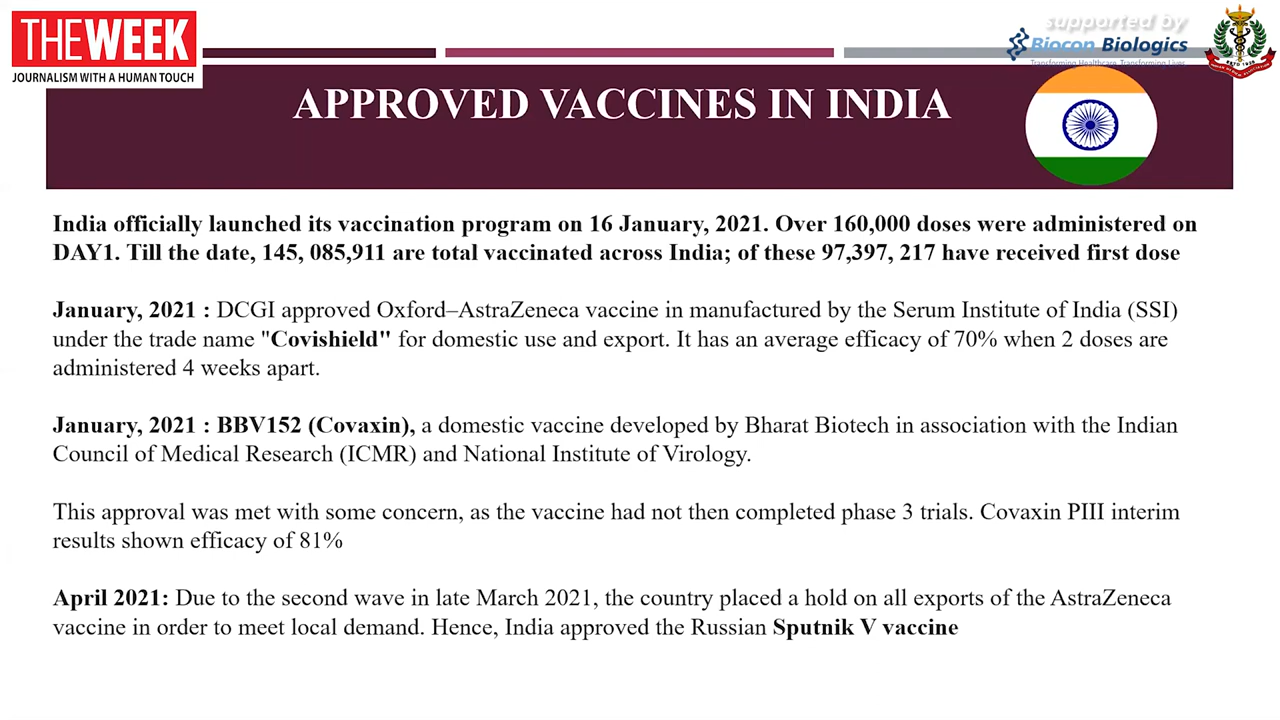 THE WEEK
JOURNALISM WITH A HUMAN TOUCH
supported by
Biocon Biologics
Transforming Healthcare. Transforming Lives.
APPROVED VACCINES IN INDIA
India officially launched its vaccination program on 16 January, 2021. Over 160,000 doses were administered on
DAY1. Till the date, 145, 085,911 are total vaccinated across India; of these 97,397, 217 have received first dose
January, 2021 : DCGI approved Oxford–AstraZeneca vaccine in manufactured by the Serum Institute of India (SSI)
under the trade name "Covishield" for domestic use and export. It has an average efficacy of 70% when 2 doses are
administered 4 weeks apart.
January, 2021 : BBV152 (Covaxin), a domestic vaccine developed by Bharat Biotech in association with the Indian
Council of Medical Research (ICMR) and National Institute of Virology.
This approval was met with some concern, as the vaccine had not then completed phase 3 trials. Covaxin PIII interim
results shown efficacy of 81%
April 2021: Due to the second wave in late March 2021, the country placed a hold on all exports of the AstraZeneca
vaccine in order to meet local demand. Hence, India approved the Russian Sputnik V vaccine